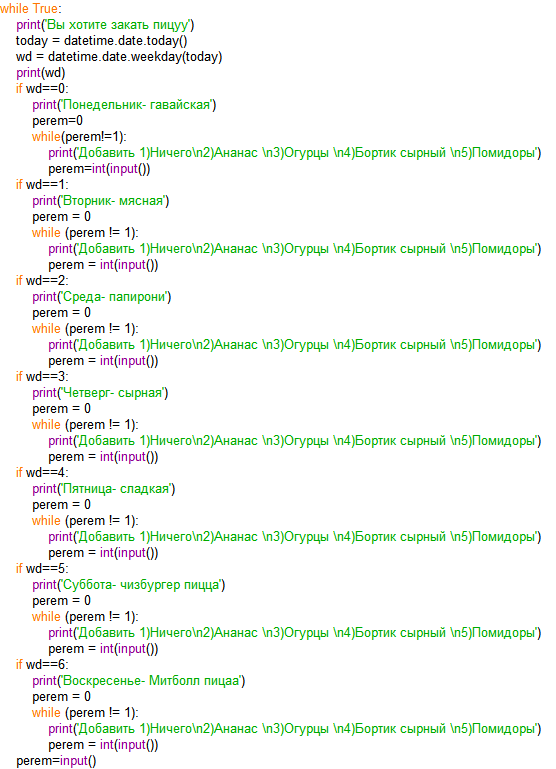 while True:
    print('Вы хотите закать пицуу')
    today = datetime.date.today()
    wd = datetime.date.weekday(today)
    print(wd)
    if wd==0:
        print('Понедельник- гавайская')
        perem=0
        while(perem!=1):
            print('Добавить 1)Ничего\n2)Ананас \n3)Огурцы \n4)Бортик сырный \n5)Помидоры')
            perem=int(input())
    if wd==1:
        print('Вторник- мясная')
        perem = 0
        while (perem != 1):
            print('Добавить 1)Ничего\n2)Ананас \n3)Огурцы \n4)Бортик сырный \n5)Помидоры')
            perem = int(input())
    if wd==2:
        print('Среда- папирони')
        perem = 0
        while (perem != 1):
            print('Добавить 1)Ничего\n2)Ананас \n3)Огурцы \n4)Бортик сырный \n5)Помидоры')
            perem = int(input())
    if wd==3:
        print('Четверг- сырная')
        perem = 0
        while (perem != 1):
            print('Добавить 1)Ничего\n2)Ананас \n3)Огурцы \n4)Бортик сырный \n5)Помидоры')
            perem = int(input())
    if wd==4:
        print('Пятница- сладкая')
        perem = 0
        while (perem != 1):
            print('Добавить 1)Ничего\n2)Ананас \n3)Огурцы \n4)Бортик сырный \n5)Помидоры')
            perem = int(input())
    if wd==5:
        print('Суббота- чизбургер пицца')
        perem = 0
        while (perem != 1):
            print('Добавить 1)Ничего\n2)Ананас \n3)Огурцы \n4)Бортик сырный \n5)Помидоры')
            perem = int(input())
    if wd==6:
        print('Воскресенье- Митболл пицаа')
        perem = 0
        while (perem != 1):
            print('Добавить 1)Ничего\n2)Ананас \n3)Огурцы \n4)Бортик сырный \n5)Помидоры')
            perem = int(input())
    perem=input()